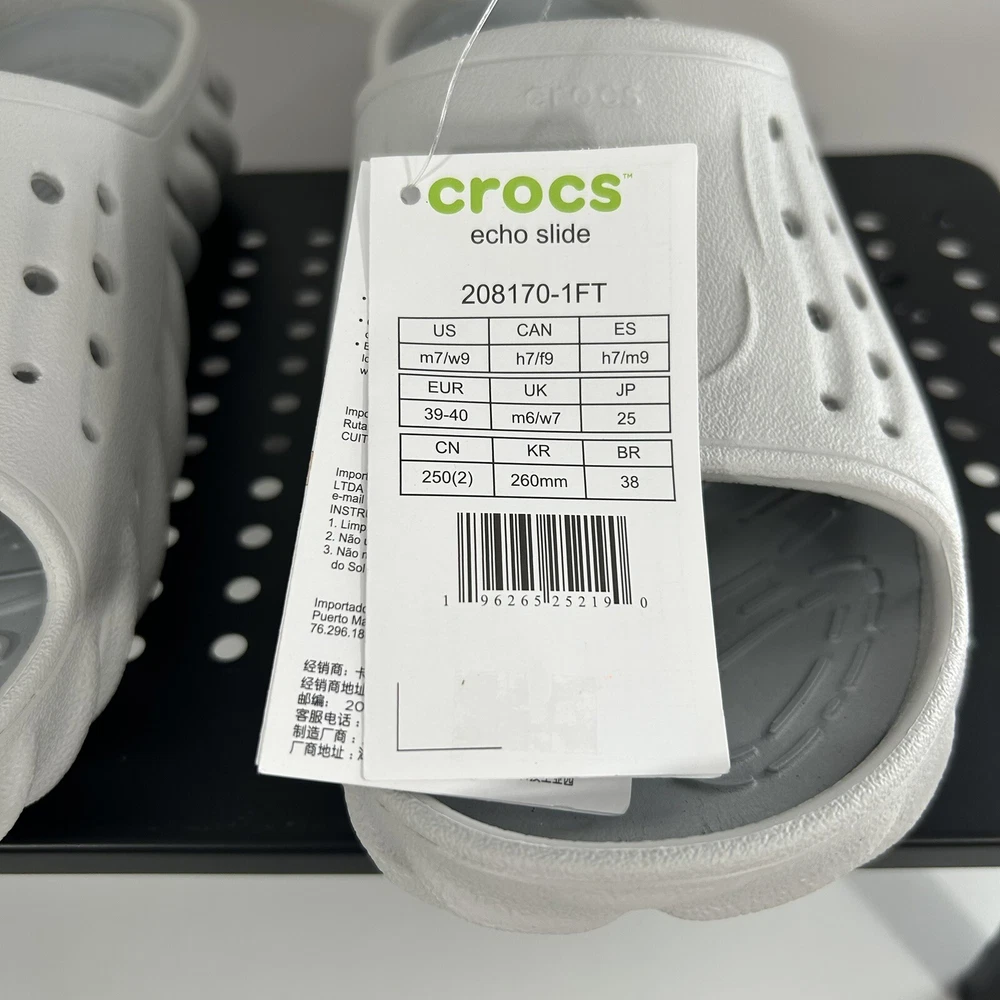 crocs
crocs™
echo slide
208170-1FT
US CAN ES
m7/w9 h7/f9 h7/m9
EUR UK JP
39-40 m6/w7 25
CN KR BR
250(2) 260mm 38
1 96265 25219 0
CUIT
LTDA
e-mail
1. Limp
2. Não
3. Não
do Sol
Importado
Puerto Ma
76.296.18
经销商：
经销商地址
邮编： 20
客服电话：
制造厂商：
厂商地址：